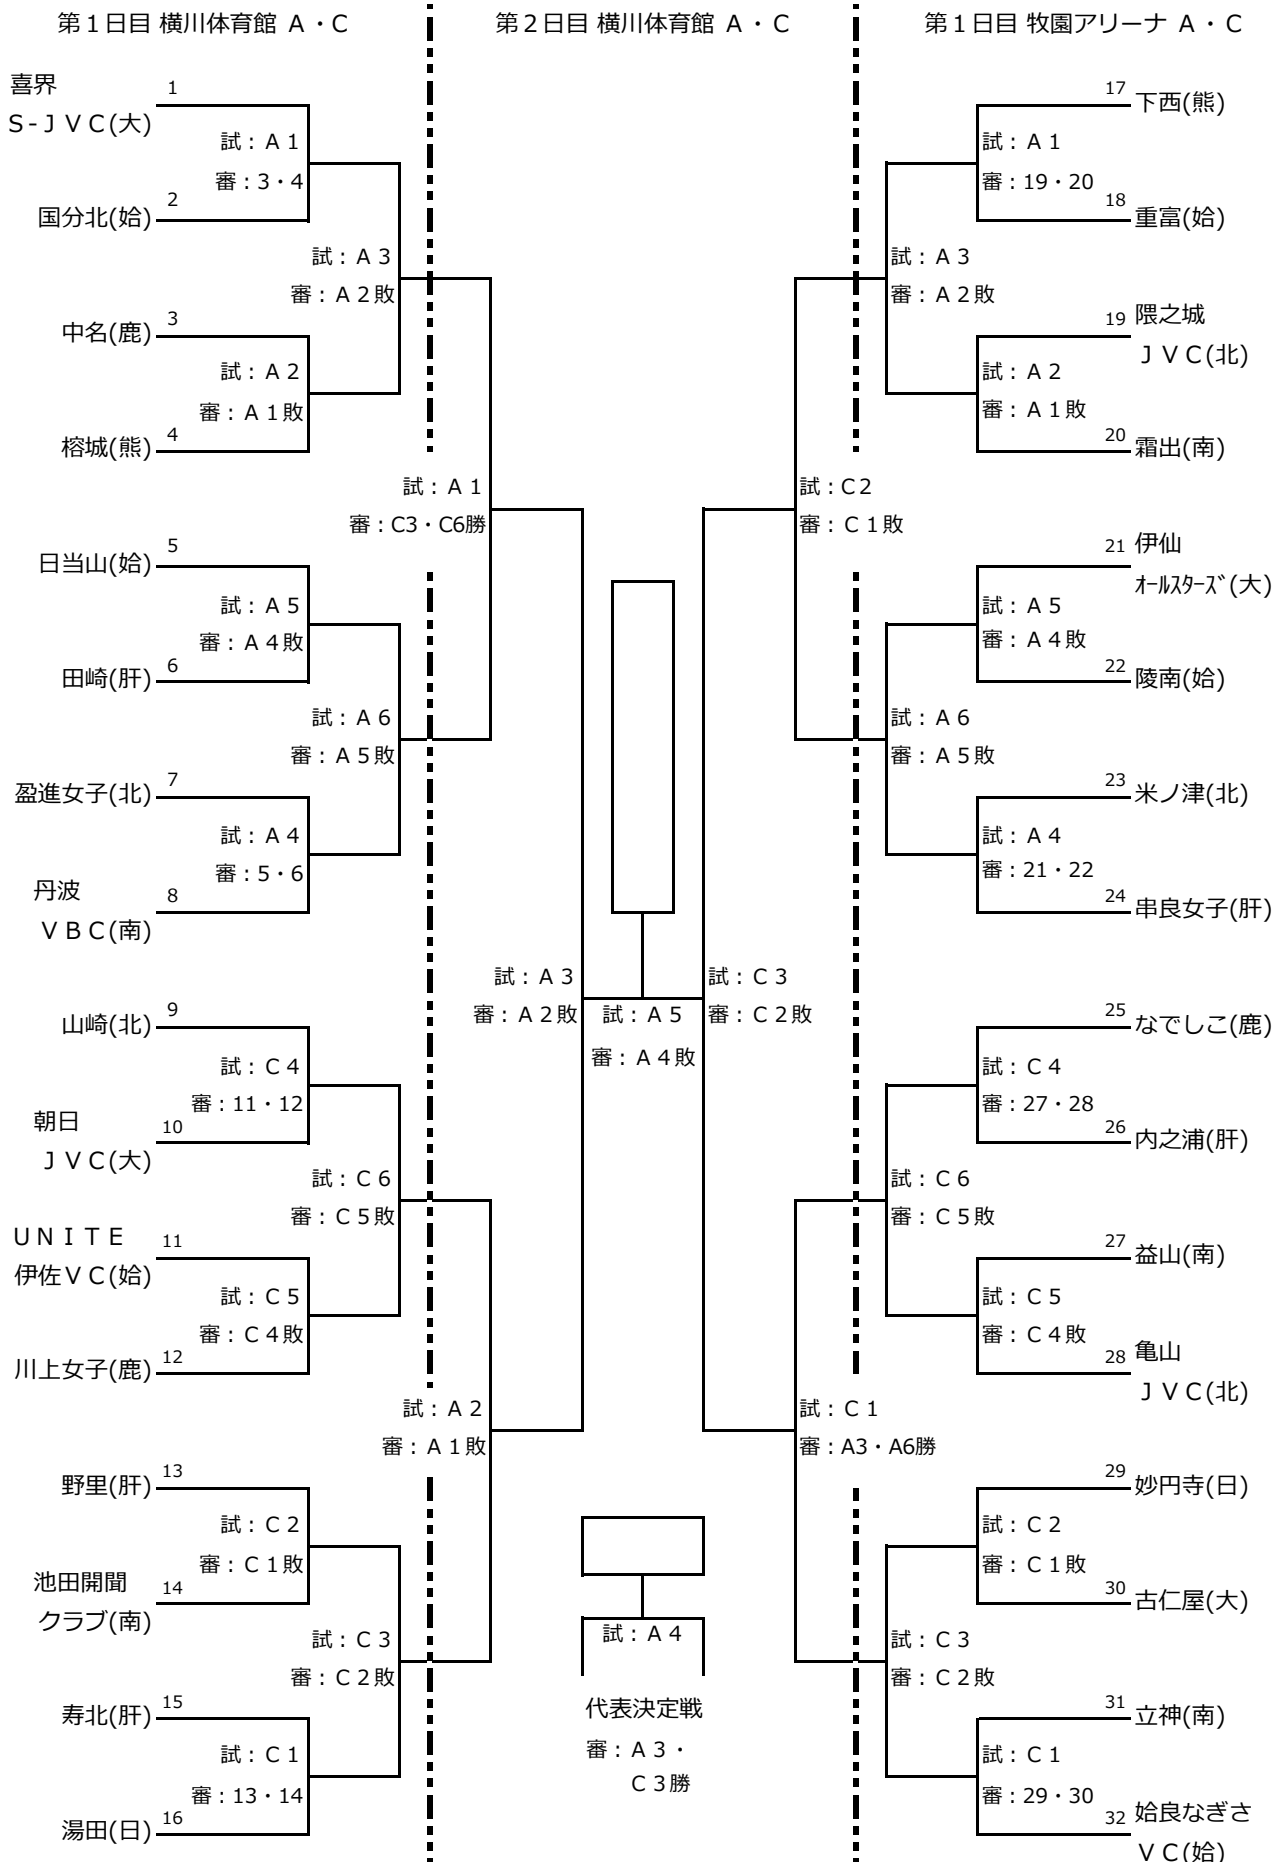 第１日目 横川体育館 Ａ・Ｃ
第２日目 横川体育館 Ａ・Ｃ
第１日目 牧園アリーナ Ａ・Ｃ
喜界
1
Ｓ-ＪＶＣ(大)
試：Ａ１
審：3・4
2
国分北(姶)
試：Ａ３
審：Ａ２敗
3
中名(鹿)
試：Ａ２
審：Ａ１敗
4
榕城(熊)
試：Ａ１
審：C3・C6勝
5
日当山(姶)
試：Ａ５
審：Ａ４敗
6
田崎(肝)
試：Ａ６
審：Ａ５敗
7
盈進女子(北)
試：Ａ４
審：5・6
丹波
8
ＶＢＣ(南)
9
山崎(北)
試：Ｃ４
審：11・12
朝日
10
ＪＶＣ(大)
試：Ｃ６
審：Ｃ５敗
ＵＮＩＴＥ
11
伊佐ＶＣ(姶)
試：Ｃ５
審：Ｃ４敗
12
川上女子(鹿)
試：Ａ２
審：Ａ１敗
13
野里(肝)
試：Ｃ２
審：Ｃ１敗
池田開聞
14
クラブ(南)
試：Ｃ３
審：Ｃ２敗
15
寿北(肝)
試：Ｃ１
審：13・14
16
湯田(日)
試：Ａ３
審：Ａ２敗
試：Ａ５
審：Ａ４敗
試：Ｃ３
審：Ｃ２敗
試：Ａ４
代表決定戦
審：Ａ３・
Ｃ３勝
17
下西(熊)
試：Ａ１
審：19・20
18
重富(姶)
試：Ａ３
審：Ａ２敗
19
隈之城
ＪＶＣ(北)
試：Ａ２
審：Ａ１敗
20
霜出(南)
試：C２
審：Ｃ１敗
21
伊仙
ｵｰﾙｽﾀｰｽﾞ(大)
試：Ａ５
審：Ａ４敗
22
陵南(姶)
試：Ａ６
審：Ａ５敗
23
米ノ津(北)
試：Ａ４
審：21・22
24
串良女子(肝)
25
なでしこ(鹿)
試：Ｃ４
審：27・28
26
内之浦(肝)
試：Ｃ６
審：Ｃ５敗
27
益山(南)
試：Ｃ５
審：Ｃ４敗
28
亀山
ＪＶＣ(北)
試：Ｃ１
審：A3・A6勝
29
妙円寺(日)
試：Ｃ２
審：Ｃ１敗
30
古仁屋(大)
試：Ｃ３
審：Ｃ２敗
31
立神(南)
試：Ｃ１
審：29・30
32
姶良なぎさ
ＶＣ(姶)